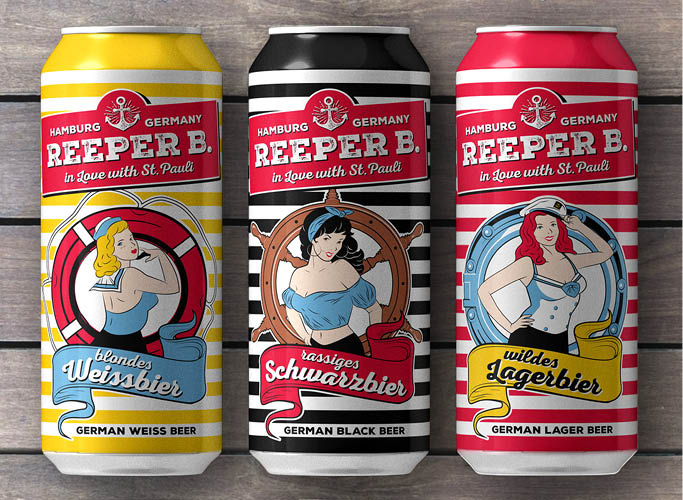 HAMBURG GERMANY
REEPER B.
in Love with St. Pauli
blondes
Weissbier
GERMAN WEISS BEER
HAMBURG GERMANY
REEPER B.
in Love with St. Pauli
rassiges
Schwarzbier
GERMAN BLACK BEER
HAMBURG GERMANY
REEPER B.
in Love with St. Pauli
wildes
Lagerbier
GERMAN LAGER BEER